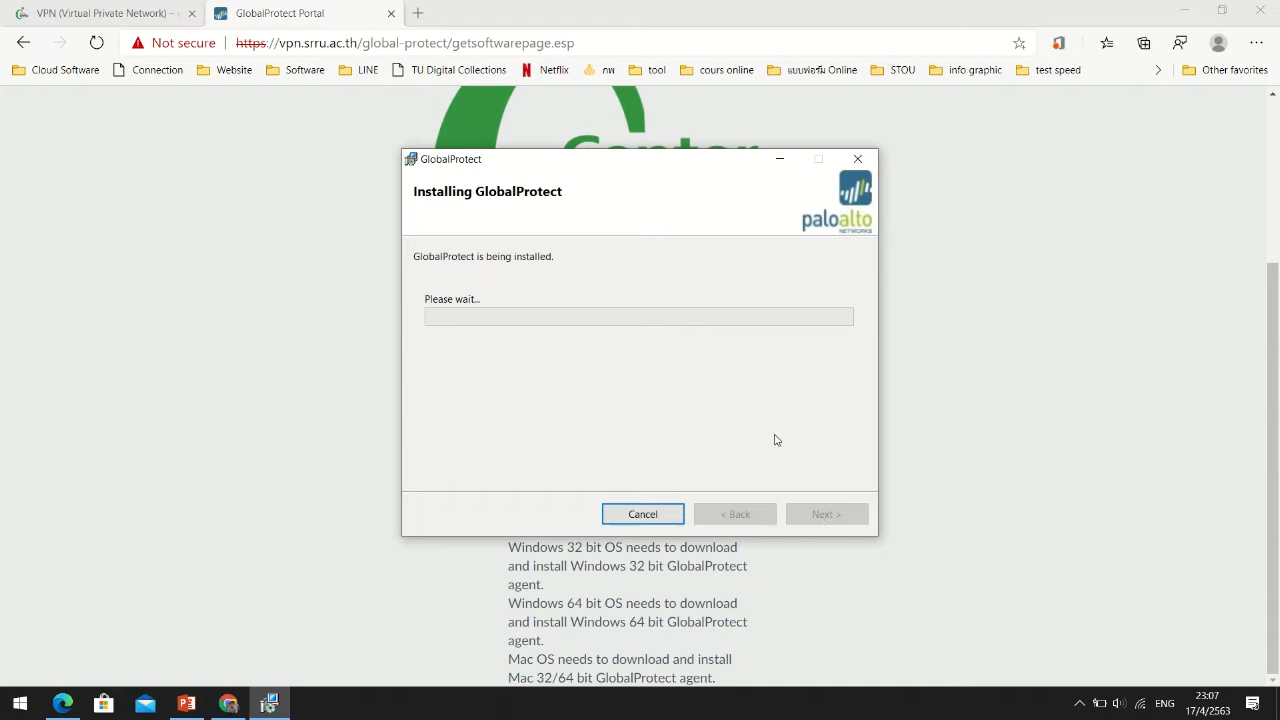 VPN (Virtual Private Network) –
GlobalProtect Portal
Not secure
https://vpn.srru.ac.th/global-protect/getsoftwarepage.esp
Cloud Software
Connection
Website
Software
LINE
TU Digital Collections
Netflix
กพ
tool
cours online
แบบฟอร์ม Online
STOU
info graphic
test speed
Other favorites
Center
GlobalProtect
Installing GlobalProtect
paloalto
NETWORKS
GlobalProtect is being installed.
Please wait...
Cancel
< Back
Next >
Windows 32 bit OS needs to download
and install Windows 32 bit GlobalProtect
agent.
Windows 64 bit OS needs to download
and install Windows 64 bit GlobalProtect
agent.
Mac OS needs to download and install
Mac 32/64 bit GlobalProtect agent.
ENG
23:07
17/4/2563